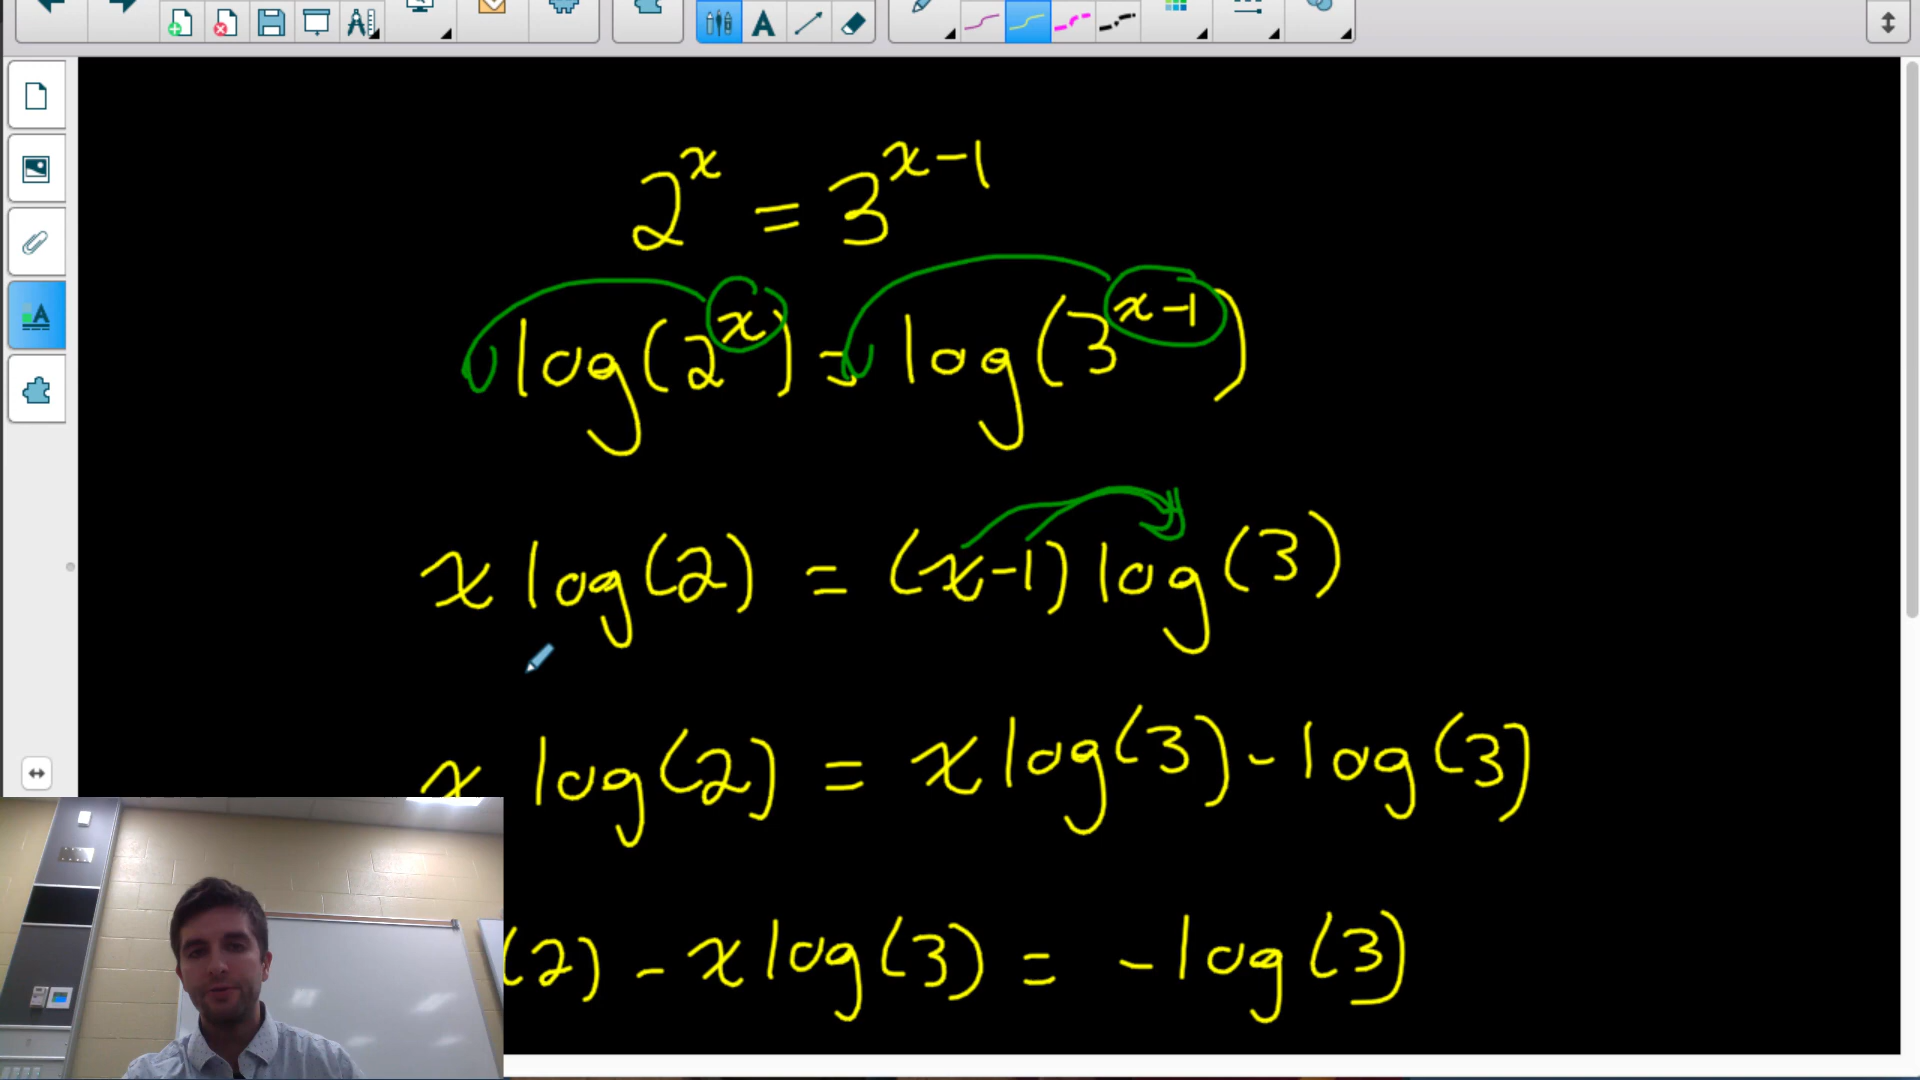 A
A
2^x = 3^x-1
log(2^x) = log(3^x-1)
x log(2) = (x-1) log(3)
x log(2) = x log(3) - log(3)
(2) - x log(3) = - log(3)